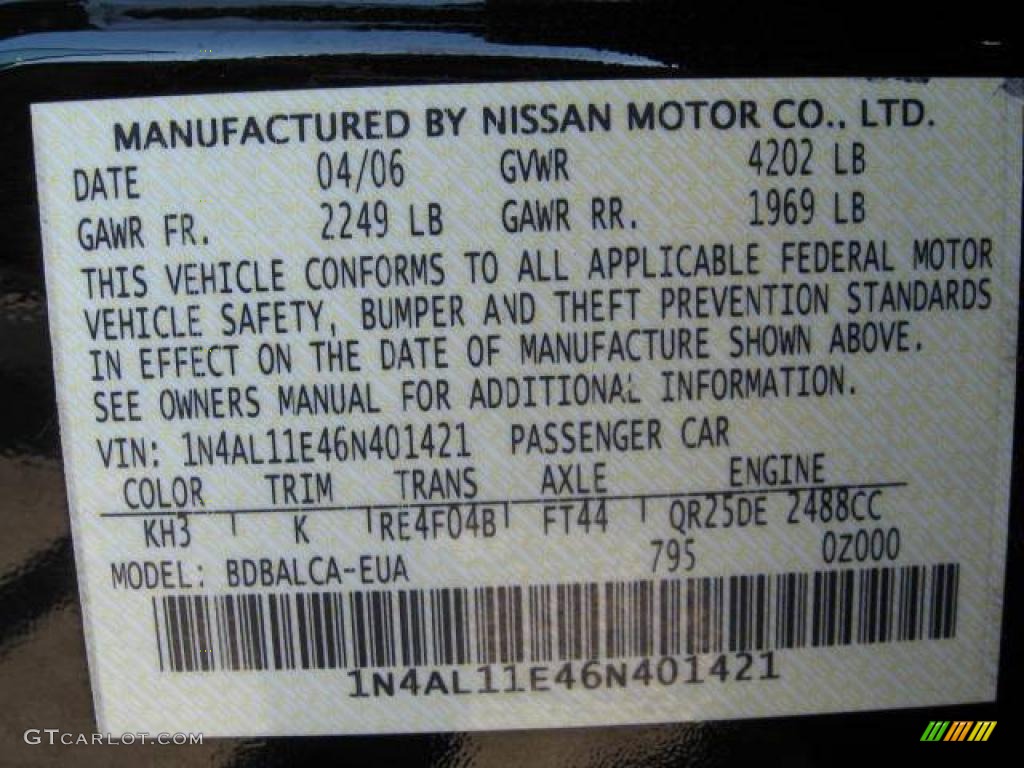 MANUFACTURED BY NISSAN MOTOR CO., LTD.
DATE 04/06 GVWR 4202 LB
GAWR FR. 2249 LB GAWR RR. 1969 LB
THIS VEHICLE CONFORMS TO ALL APPLICABLE FEDERAL MOTOR
VEHICLE SAFETY, BUMPER AND THEFT PREVENTION STANDARDS
IN EFFECT ON THE DATE OF MANUFACTURE SHOWN ABOVE.
SEE OWNERS MANUAL FOR ADDITIONAL INFORMATION.
VIN: 1N4AL11E46N401421 PASSENGER CAR
COLOR TRIM TRANS AXLE ENGINE
KH3 K RE4F04B FT44 QR25DE 2488CC
MODEL: BDBALCA-EUA 795 0Z000
1N4AL11E46N401421
GTCARLOT.COM